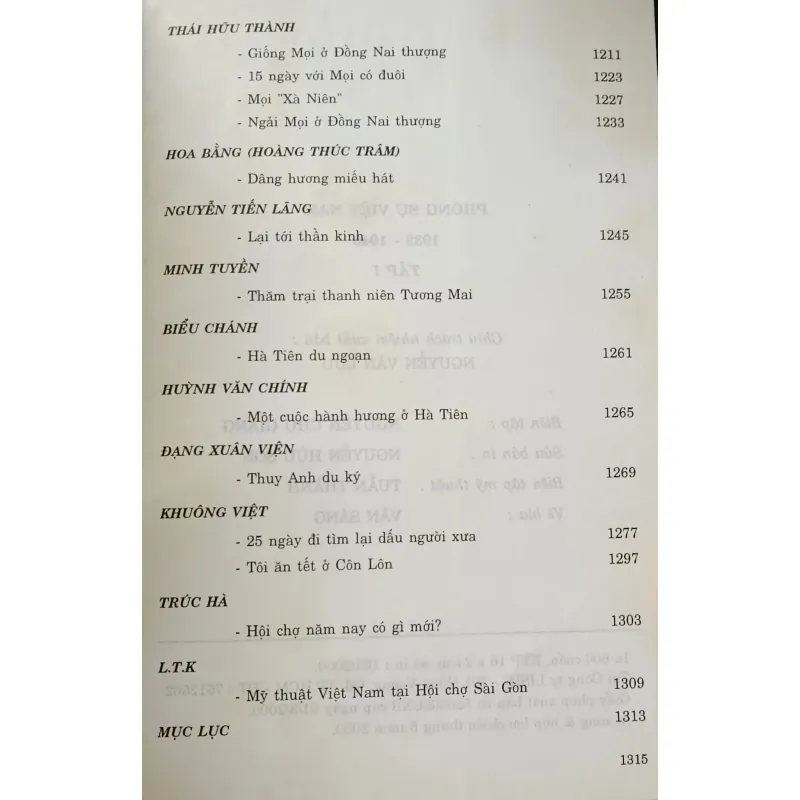 THÁI HỮU THÀNH
- Giống Mọi ở Đồng Nai thượng 1211
- 15 ngày với Mọi có đuôi 1223
- Mọi "Xà Niên" 1227
- Ngải Mọi ở Đồng Nai thượng 1233
HOA BẰNG (HOÀNG THÚC TRÂM)
- Dâng hương miếu hát 1241
NGUYỄN TIẾN LÃNG
- Lại tới thần kinh 1245
MINH TUYỀN
- Thăm trại thanh niên Tương Mai 1255
BIỂU CHÁNH
- Hà Tiên du ngoạn 1261
HUỲNH VĂN CHÍNH
- Một cuộc hành hương ở Hà Tiên 1265
ĐẠNG XUÂN VIỆN
- Thuy Anh du ký 1269
KHUÔNG VIỆT
- 25 ngày đi tìm lại dấu người xưa 1277
- Tôi ăn tết ở Côn Lôn 1297
TRÚC HÀ
- Hội chợ năm nay có gì mới? 1303
L.T.K
- Mỹ thuật Việt Nam tại Hội chợ Sài Gòn 1309
MỤC LỤC 1313
1315